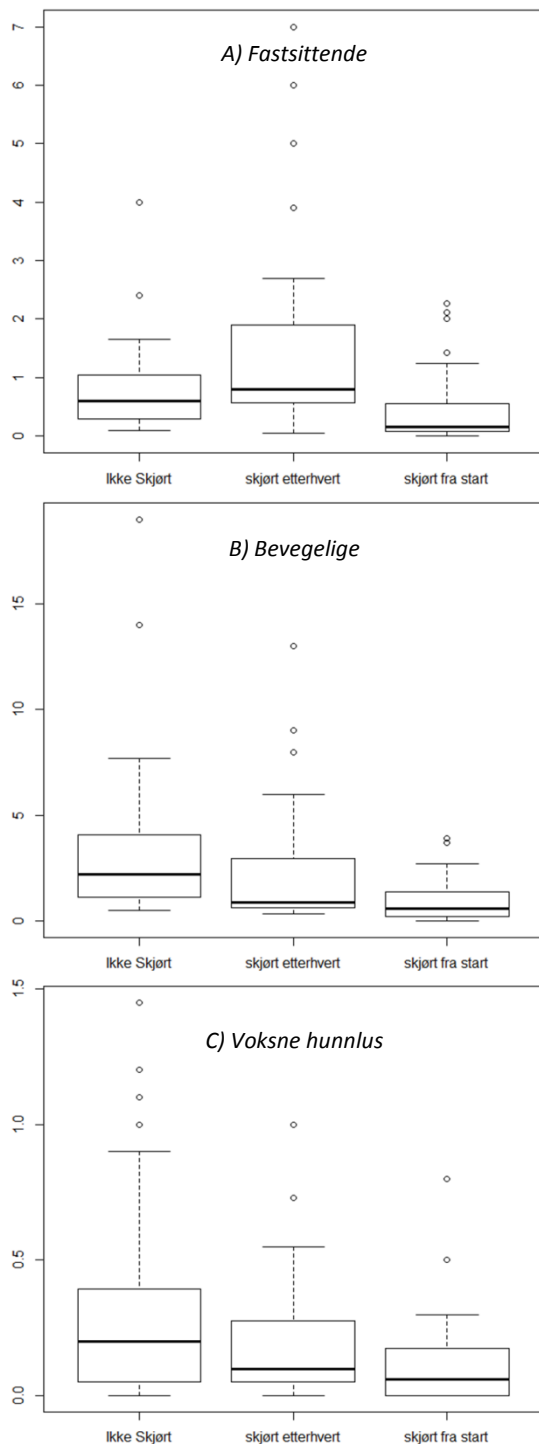 A) Fastsittende
7
6
5
4
3
2
1
0
Ikke Skjørt skjørt etterhvert skjørt fra start
B) Bevegelige
15
10
5
0
Ikke Skjørt skjørt etterhvert skjørt fra start
C) Voksne hunnlus
1.5
1.0
0.5
0.0
Ikke Skjørt skjørt etterhvert skjørt fra start